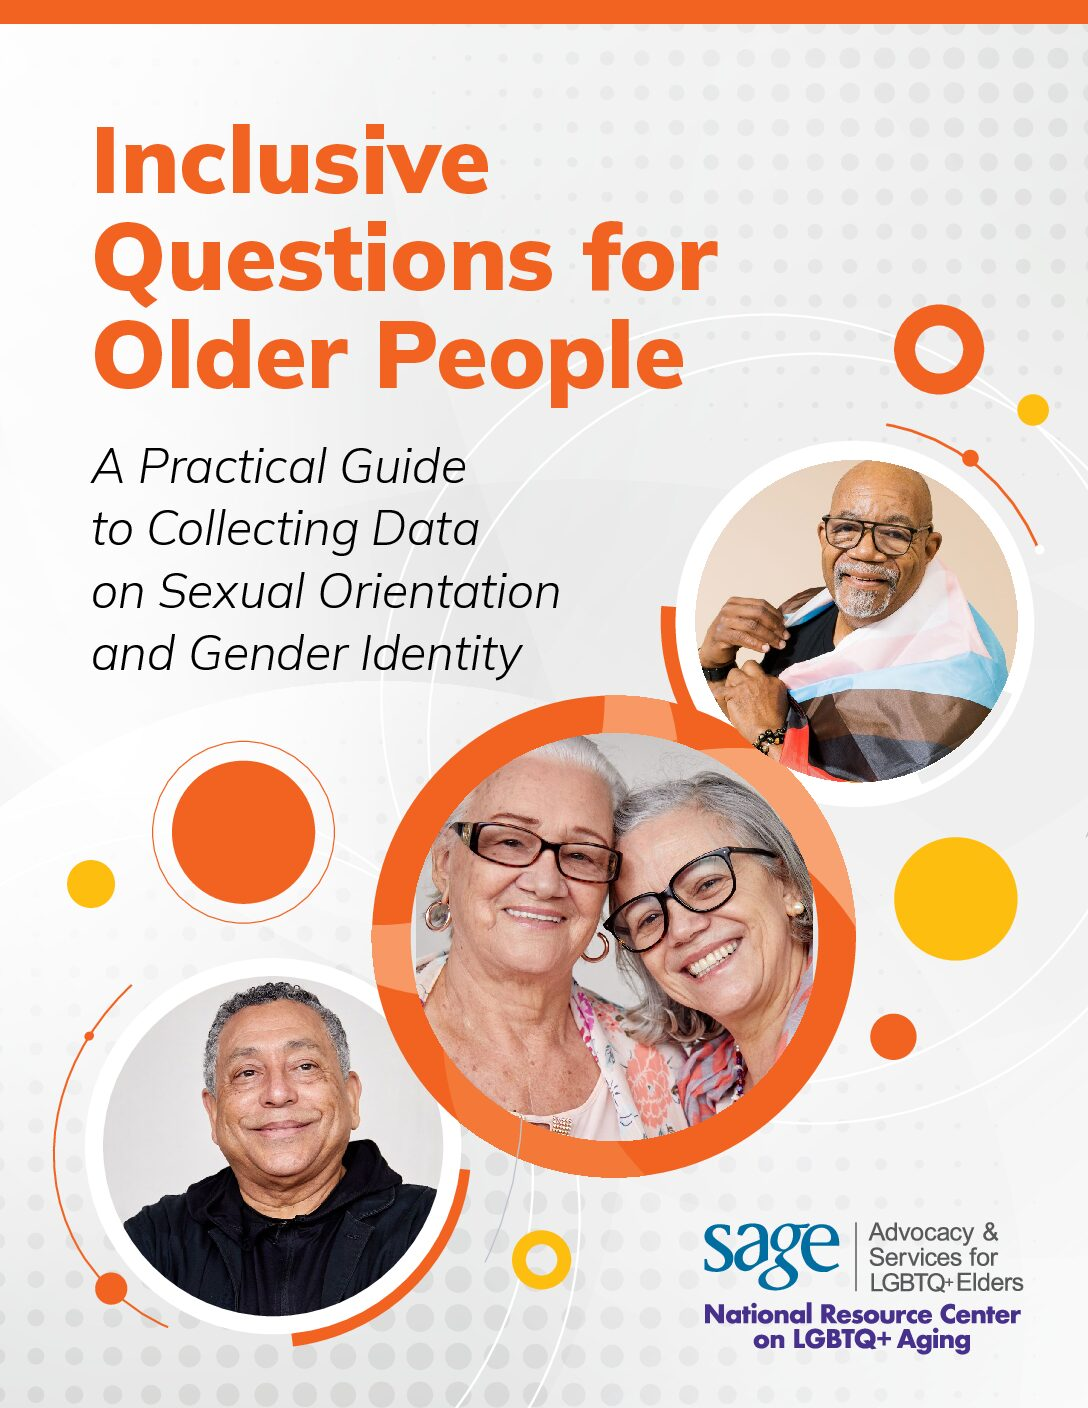 Inclusive
Questions for
Older People
A Practical Guide
to Collecting Data
on Sexual Orientation
and Gender Identity
sage
Advocacy &
Services for
LGBTQ+ Elders
National Resource Center
on LGBTQ+ Aging